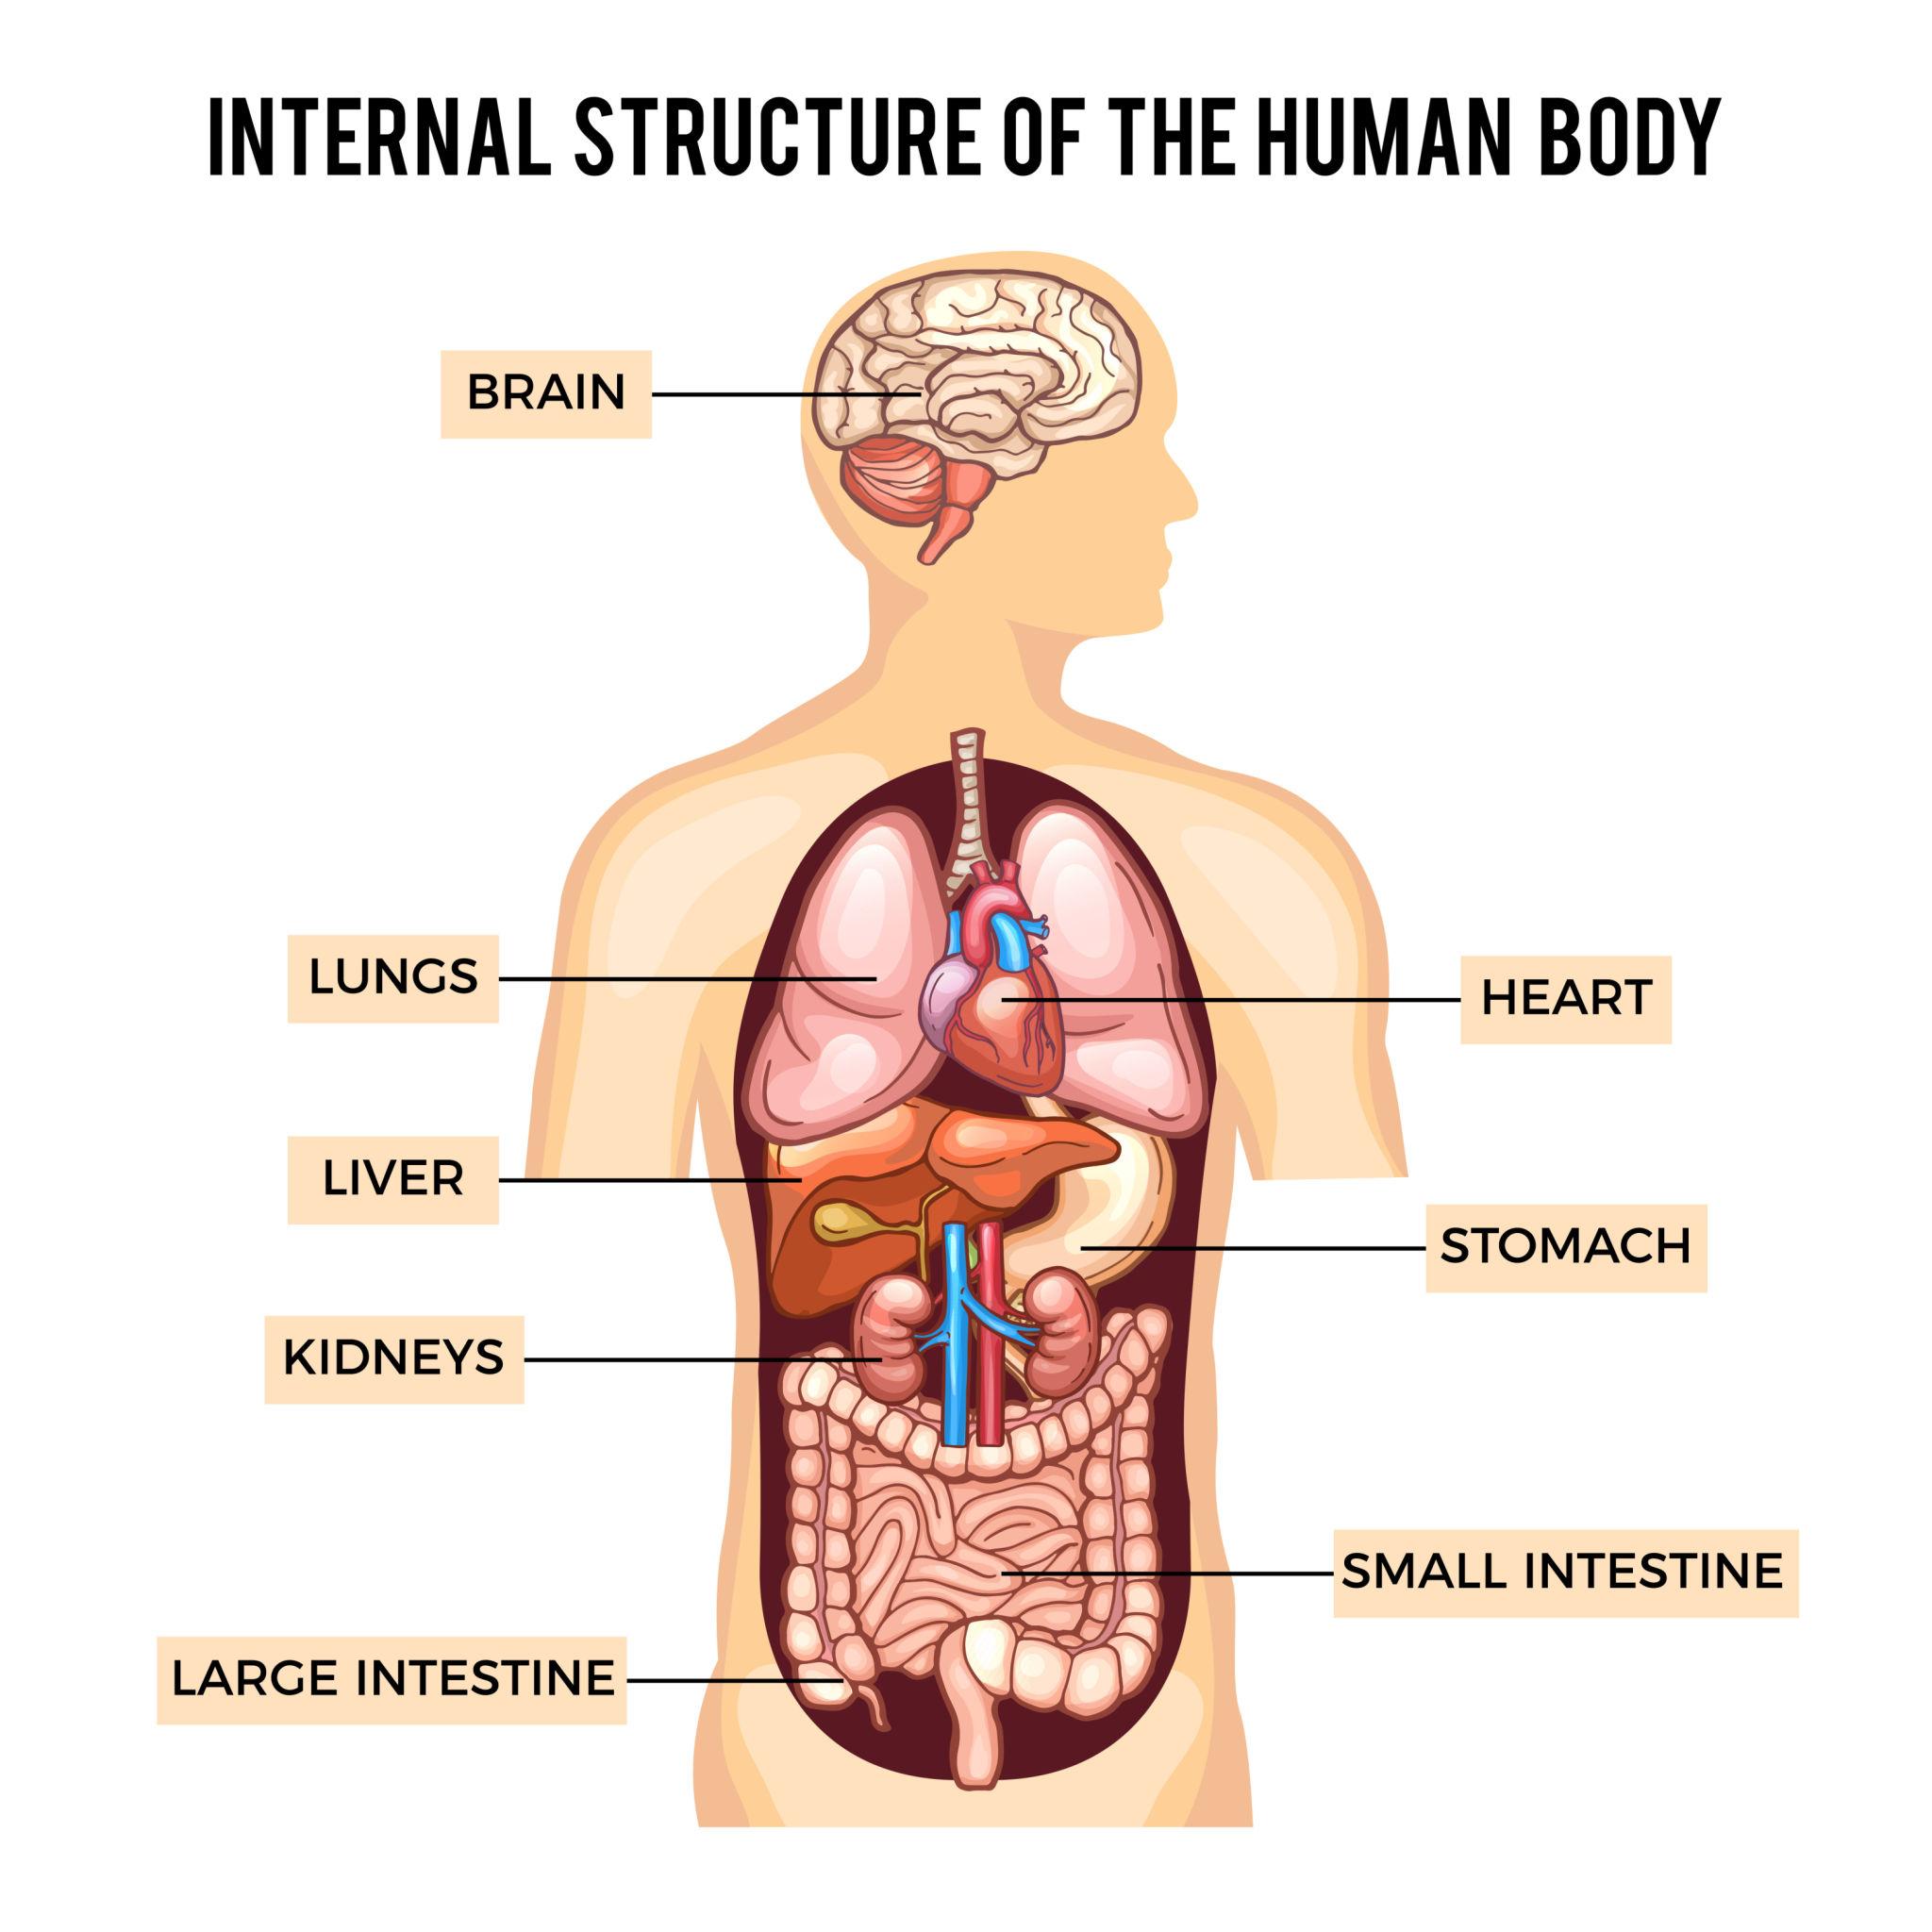 INTERNAL STRUCTURE OF THE HUMAN BODY
BRAIN
LUNGS
HEART
LIVER
STOMACH
KIDNEYS
SMALL INTESTINE
LARGE INTESTINE